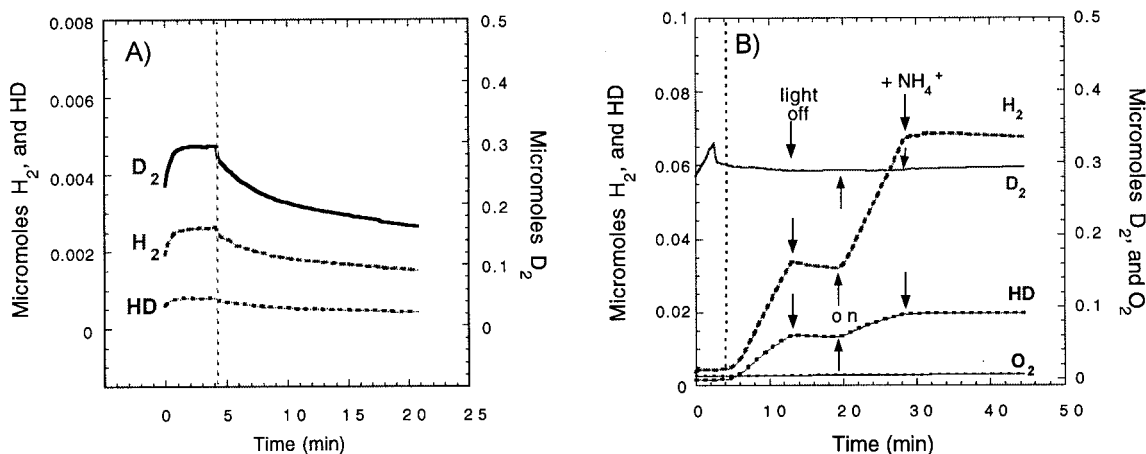 A)
Micromoles H2, and HD
0.008
0.006
0.004
0.002
0
D2
H2
HD
0.5
0.4
0.3
0.2
0.1
0
Micromoles D2
0 5 10 15 20 25
Time (min)
B)
Micromoles H2, and HD
0.1
0.08
0.06
0.04
0.02
0
light
off
+ NH4+
H2
D2
on
HD
O2
0.5
0.4
0.3
0.2
0.1
0
Micromoles D2, and O2
0 10 20 30 40 50
Time (min)